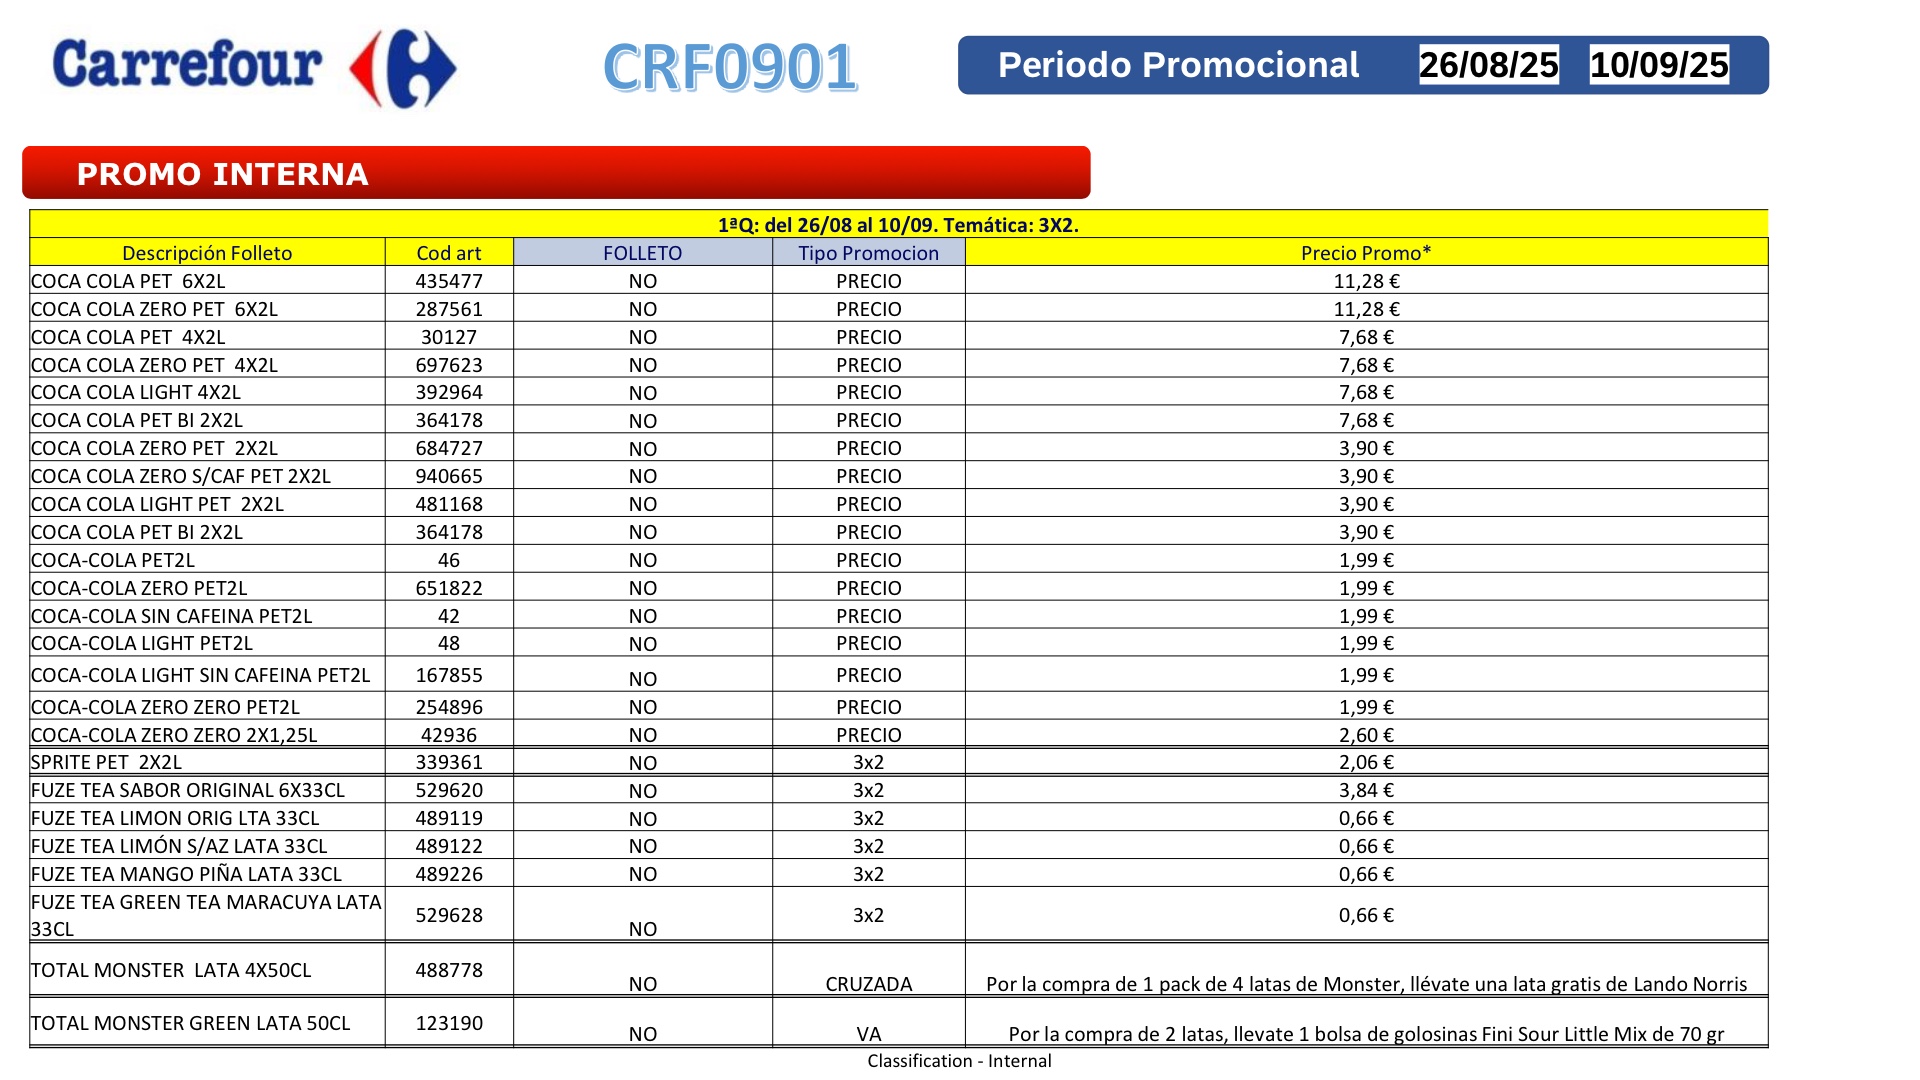 Carrefour
CRF0901
Periodo Promocional 26/08/25 10/09/25
PROMO INTERNA
1ªQ: del 26/08 al 10/09. Temática: 3X2.
Descripción Folleto Cod art FOLLETO Tipo Promocion Precio Promo*
COCA COLA PET 6X2L 435477 NO PRECIO 11,28 €
COCA COLA ZERO PET 6X2L 287561 NO PRECIO 11,28 €
COCA COLA PET 4X2L 30127 NO PRECIO 7,68 €
COCA COLA ZERO PET 4X2L 697623 NO PRECIO 7,68 €
COCA COLA LIGHT 4X2L 392964 NO PRECIO 7,68 €
COCA COLA PET BI 2X2L 364178 NO PRECIO 7,68 €
COCA COLA ZERO PET 2X2L 684727 NO PRECIO 3,90 €
COCA COLA ZERO S/CAF PET 2X2L 940665 NO PRECIO 3,90 €
COCA COLA LIGHT PET 2X2L 481168 NO PRECIO 3,90 €
COCA COLA PET BI 2X2L 364178 NO PRECIO 3,90 €
COCA-COLA PET2L 46 NO PRECIO 1,99 €
COCA-COLA ZERO PET2L 651822 NO PRECIO 1,99 €
COCA-COLA SIN CAFEINA PET2L 42 NO PRECIO 1,99 €
COCA-COLA LIGHT PET2L 48 NO PRECIO 1,99 €
COCA-COLA LIGHT SIN CAFEINA PET2L 167855 NO PRECIO 1,99 €
COCA-COLA ZERO ZERO PET2L 254896 NO PRECIO 1,99 €
COCA-COLA ZERO ZERO 2X1,25L 42936 NO PRECIO 2,60 €
SPRITE PET 2X2L 339361 NO 3x2 2,06 €
FUZE TEA SABOR ORIGINAL 6X33CL 529620 NO 3x2 3,84 €
FUZE TEA LIMON ORIG LTA 33CL 489119 NO 3x2 0,66 €
FUZE TEA LIMÓN S/AZ LATA 33CL 489122 NO 3x2 0,66 €
FUZE TEA MANGO PIÑA LATA 33CL 489226 NO 3x2 0,66 €
FUZE TEA GREEN TEA MARACUYA LATA
33CL 529628 NO 3x2 0,66 €
TOTAL MONSTER LATA 4X50CL 488778 NO CRUZADA Por la compra de 1 pack de 4 latas de Monster, llévate una lata gratis de Lando Norris
TOTAL MONSTER GREEN LATA 50CL 123190 NO VA Por la compra de 2 latas, llevate 1 bolsa de golosinas Fini Sour Little Mix de 70 gr
Classification - Internal